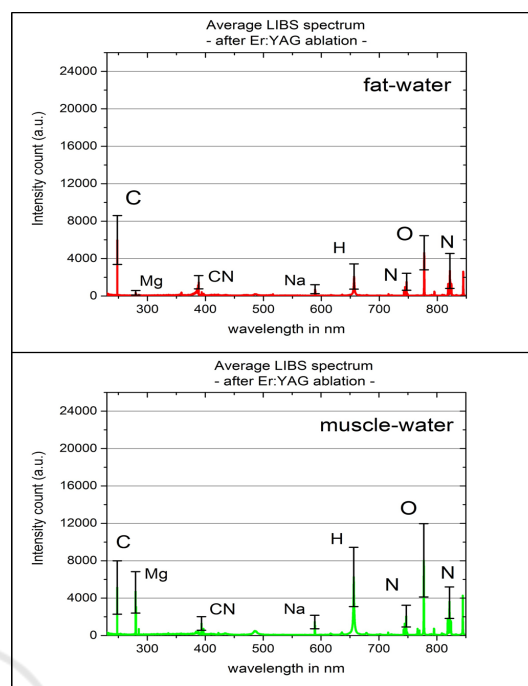 Average LIBS spectrum
- after Er:YAG ablation -
fat-water
Intensity count (a.u.)
24000
20000
16000
12000
8000
4000
0
C
Mg
CN
Na
H
N
O
N
300 400 500 600 700 800
wavelength in nm
Average LIBS spectrum
- after Er:YAG ablation -
muscle-water
Intensity count (a.u.)
24000
20000
16000
12000
8000
4000
0
C
Mg
CN
Na
H
N
O
N
300 400 500 600 700 800
wavelength in nm